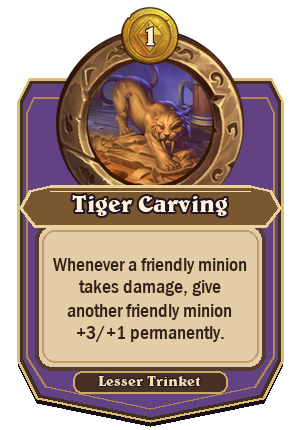 1
Tiger Carving
Whenever a friendly minion
takes damage, give
another friendly minion
+3/+1 permanently.
Lesser Trinket